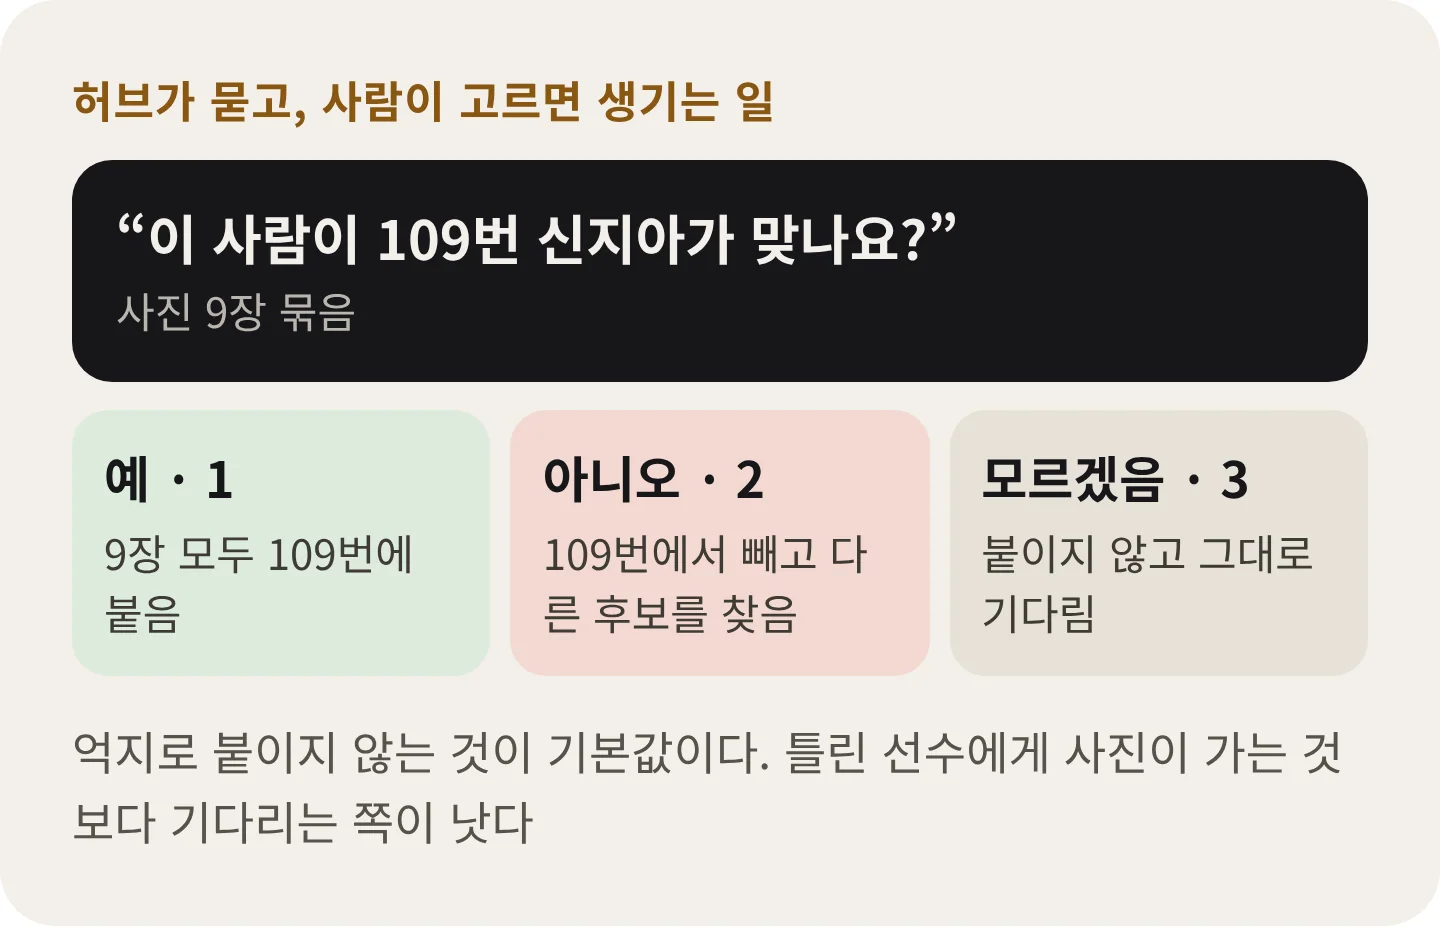 허브가 묻고, 사람이 고르면 생기는 일
“이 사람이 109번 신지아가 맞나요?”
사진 9장 묶음
예 · 1
9장 모두 109번에
붙음
아니오 · 2
109번에서 빼고 다
른 후보를 찾음
모르겠음 · 3
붙이지 않고 그대로
기다림
억지로 붙이지 않는 것이 기본값이다. 틀린 선수에게 사진이 가는 것
보다 기다리는 쪽이 낫다